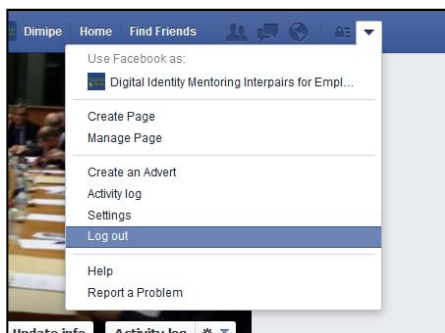 Dimipe Home Find Friends
Use Facebook as:
Digital Identity Mentoring Interpairs for Empl...
Create Page
Manage Page
Create an Advert
Activity log
Settings
Log out
Help
Report a Problem
Update info Activity log